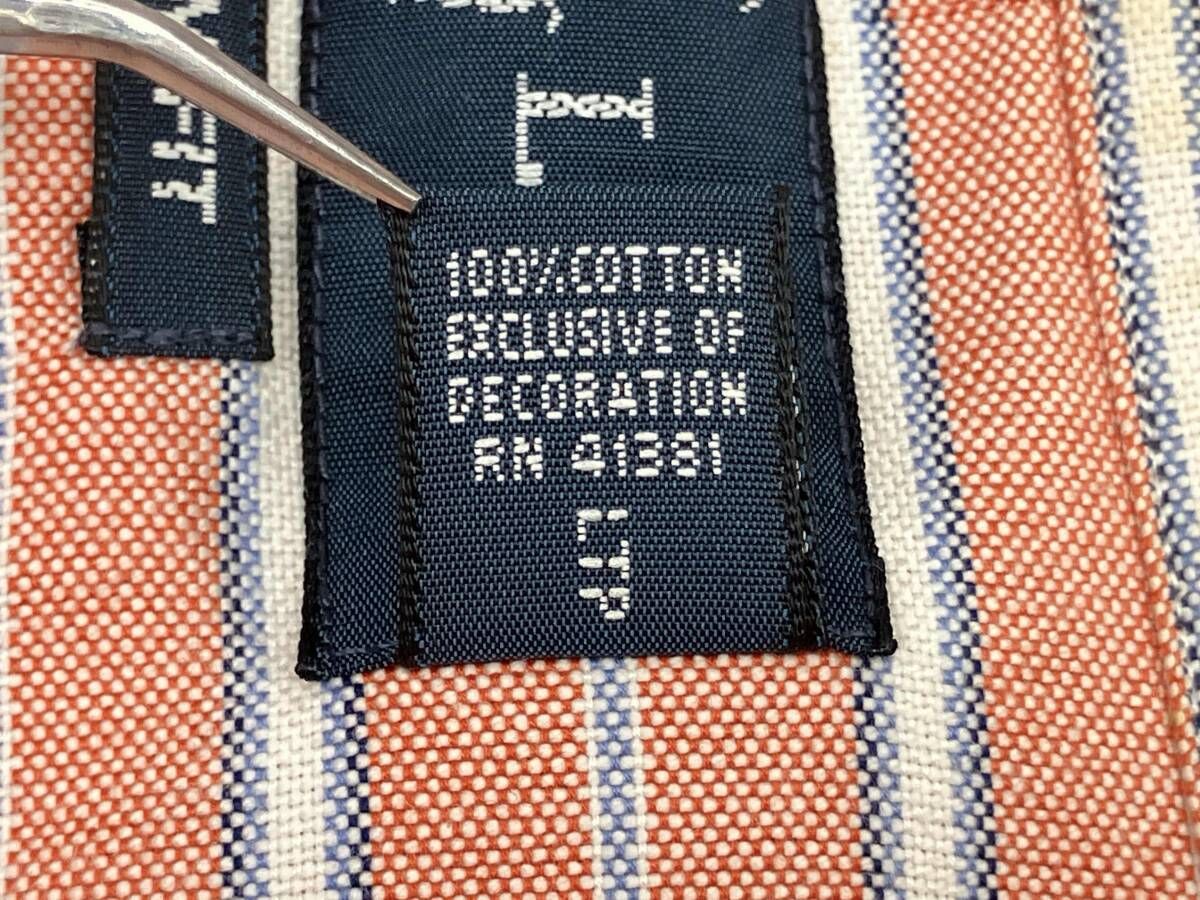 L
100%COTTON
EXCLUSIVE OF
DECORATION
RN 41381
LTP